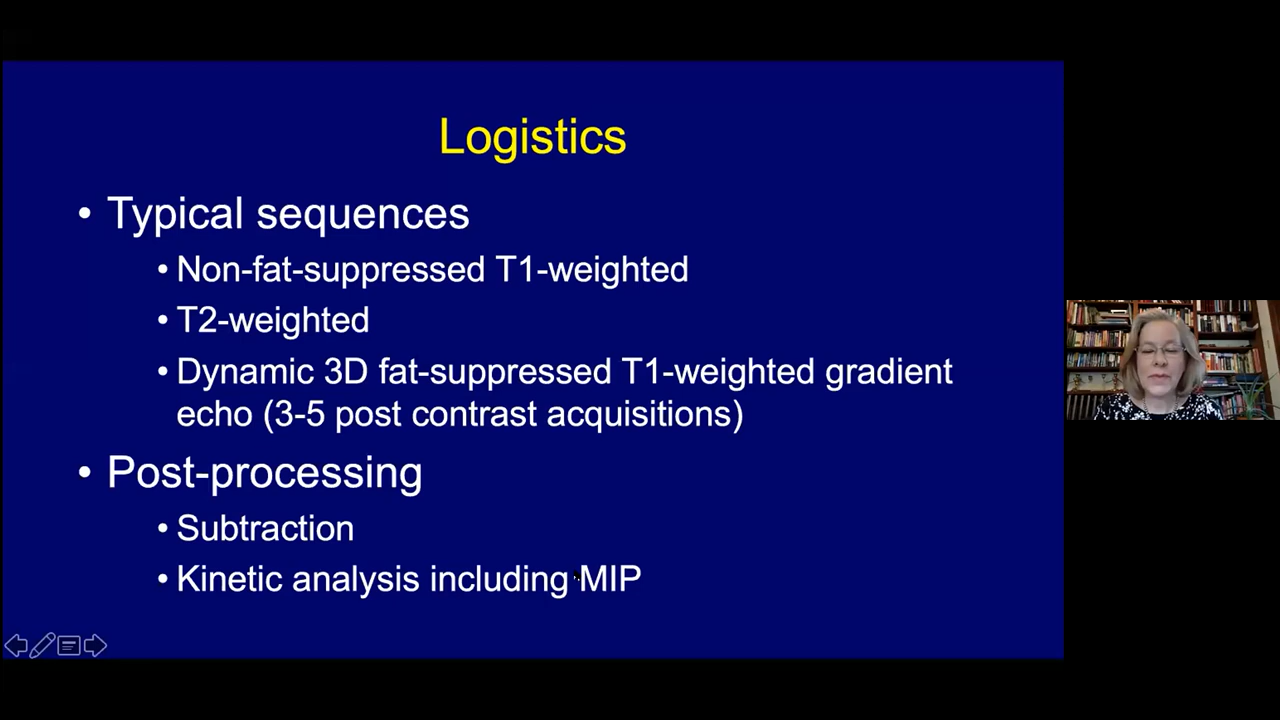 Logistics
• Typical sequences
• Non-fat-suppressed T1-weighted
• T2-weighted
• Dynamic 3D fat-suppressed T1-weighted gradient
echo (3-5 post contrast acquisitions)
• Post-processing
• Subtraction
• Kinetic analysis including MIP